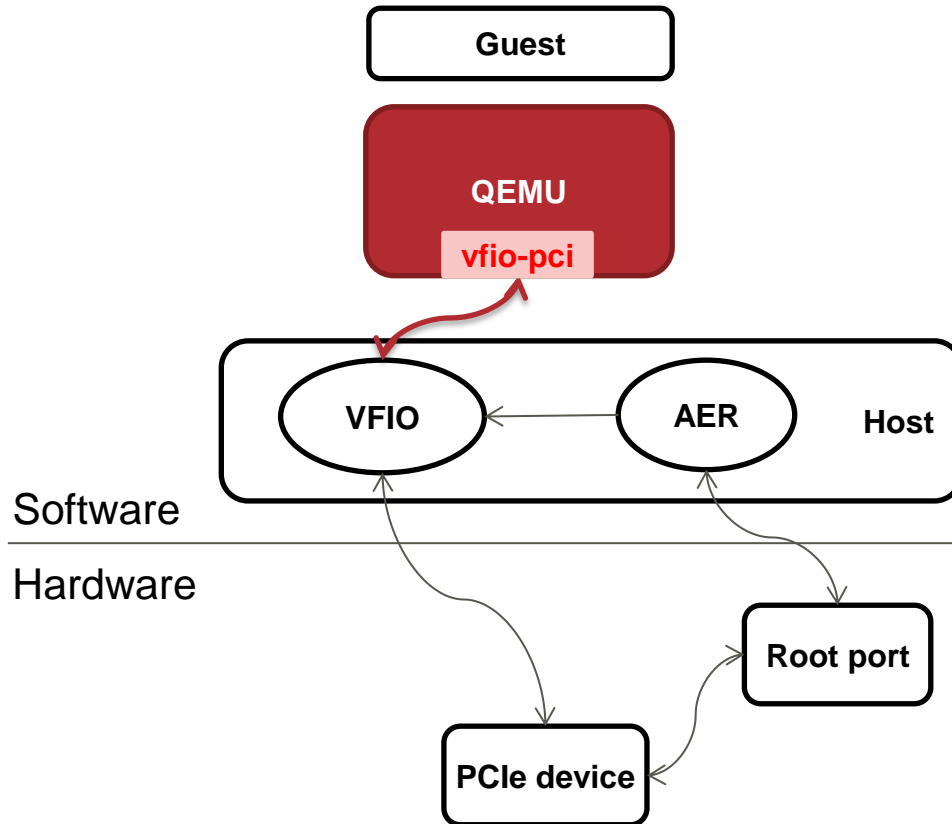 Guest
QEMU
vfio-pci
VFIO
AER
Host
Software
Hardware
Root port
PCIe device